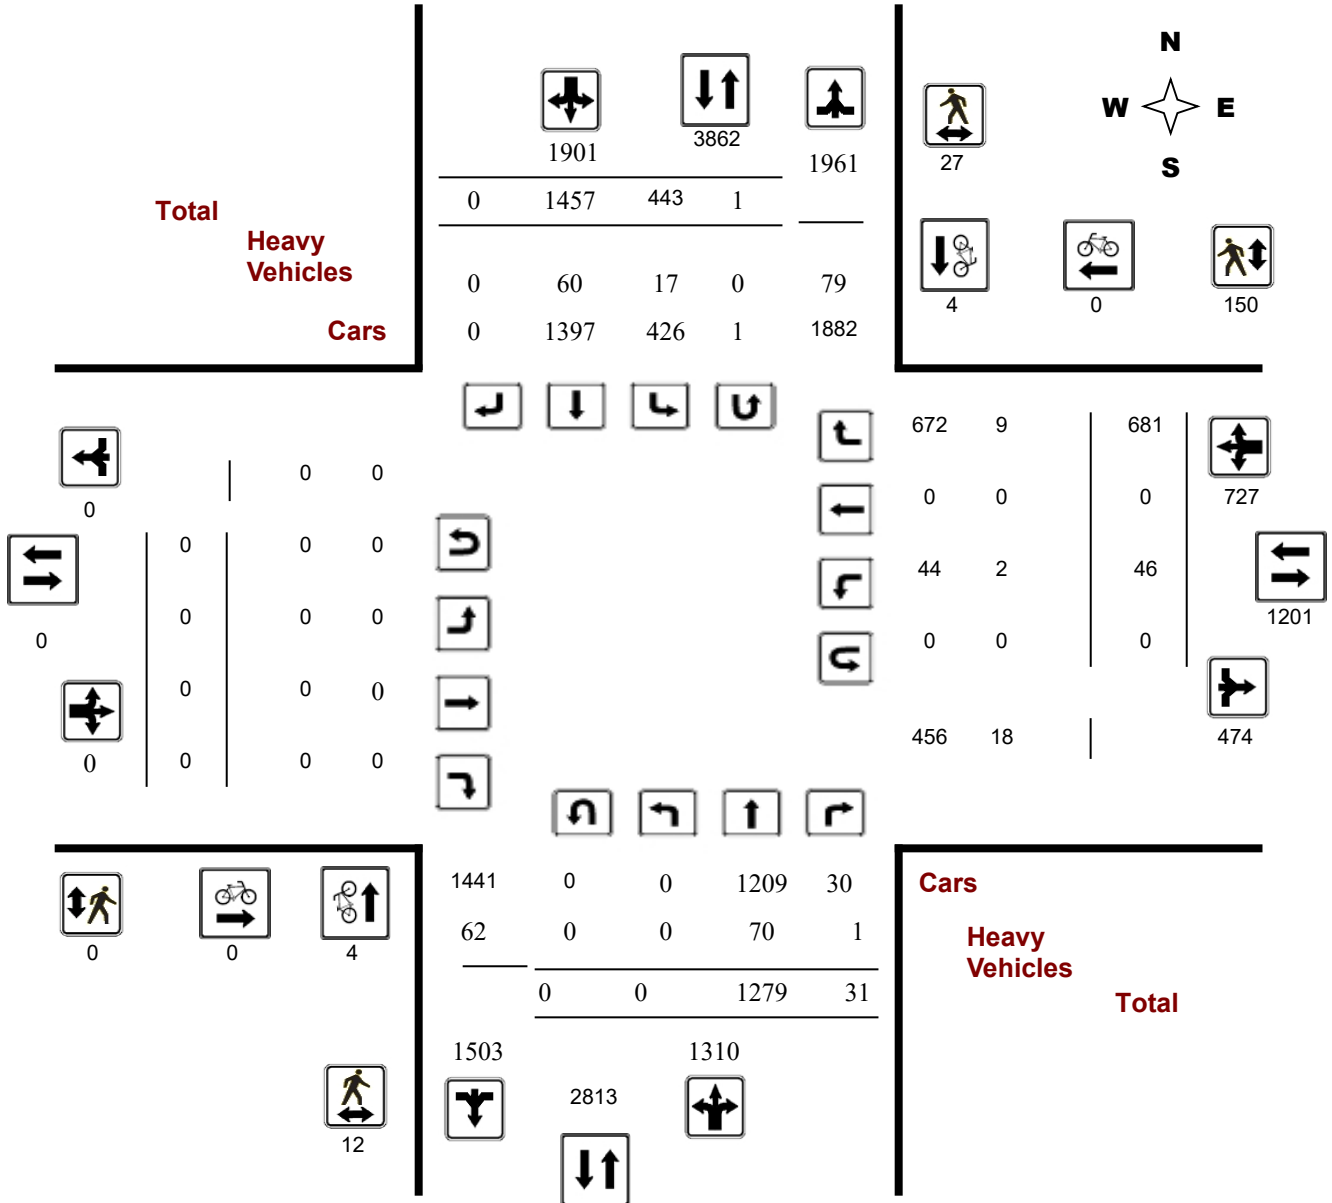 N
W E
S
1901 3862 1961 27
0 1457 443 1
Total
Heavy
Vehicles
0 60 17 0 79
Cars 0 1397 426 1 1882
4 0 150
672 9 681
0 0
0
0 0 0 727
0 0 0
44 2 46
0 0 0 1201
0
0 0 0
0 0 0
0 0 0
456 18 474
0 0 0 0
1441 0 0 1209 30 Cars
62 0 0 70 1 Heavy
Vehicles
0 0 4
0 0 1279 31 Total
1503 1310
2813
12